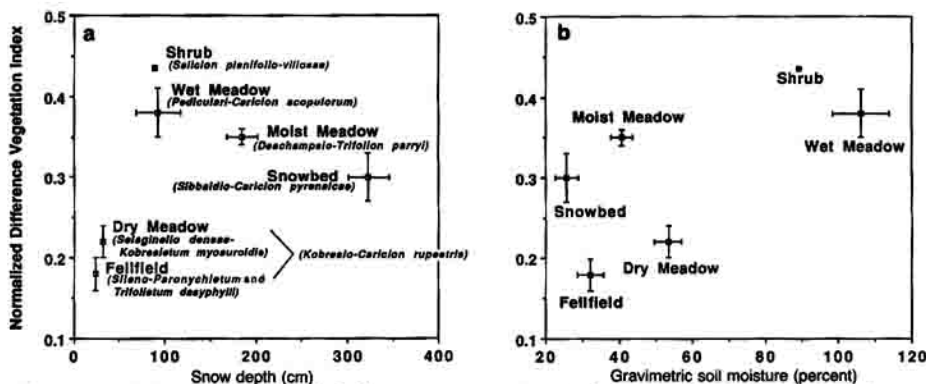 Normalized Difference Vegetation Index
0.5
0.4
0.3
0.2
0.1
a
Shrub
(Salicion planifolio-villosae)
Wet Meadow
(Pediculari-Caricion scopulorum)
Moist Meadow
(Deschampsio-Trifolion parryi)
Snowbed
(Sibbaldio-Caricion pyrenaicae)
Dry Meadow
(Selaginello densae-
Kobresietum myosuroidis)
(Kobresio-Caricion rupestris)
Fellfield
(Sileno-Paronychietum and
Trifolietum dasyphylli)
0 100 200 300 400
Snow depth (cm)
0.5
0.4
0.3
0.2
0.1
b
Shrub
Moist Meadow
Wet Meadow
Snowbed
Dry Meadow
Fellfield
20 40 60 80 100 120
Gravimetric soil moisture (percent)